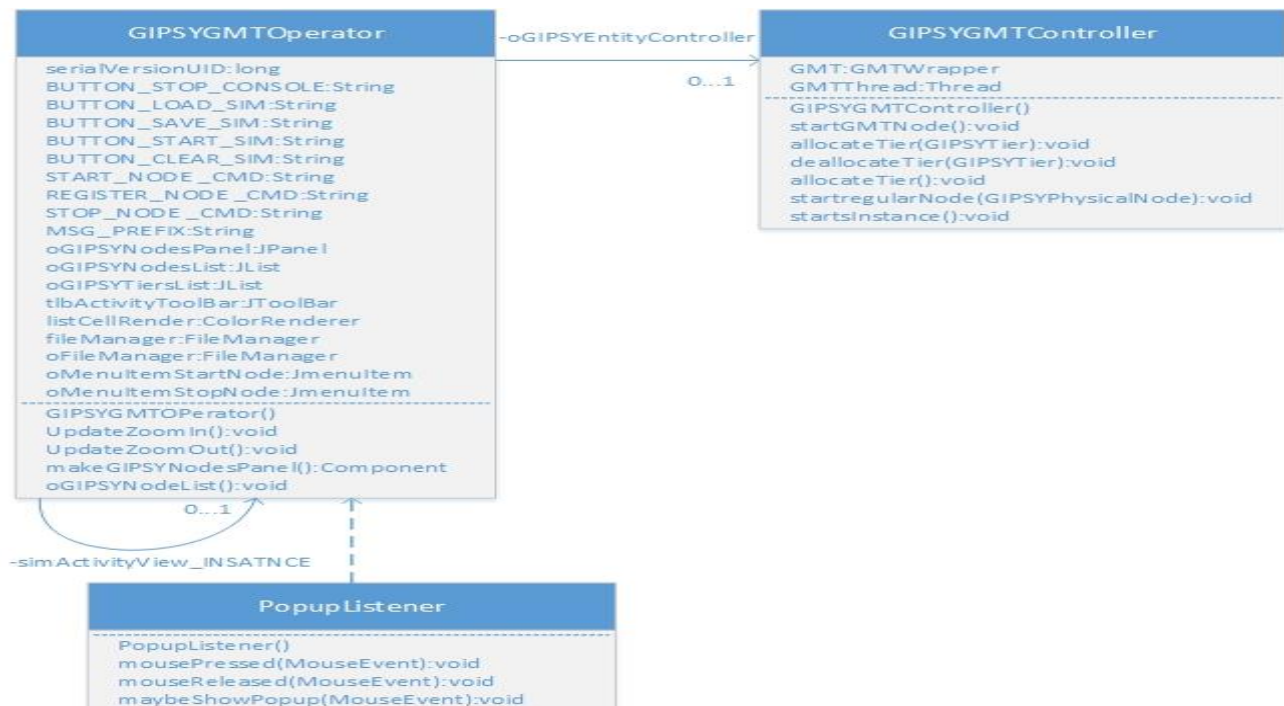 GIPSYGMTOperator
serialVersionUID:long
BUTTON_STOP_CONSOLE:String
BUTTON_LOAD_SIM:String
BUTTON_SAVE_SIM:String
BUTTON_START_SIM:String
BUTTON_CLEAR_SIM:String
START_NODE_CMD:String
REGISTER_NODE_CMD:String
STOP_NODE_CMD:String
MSG_PREFIX:String
oGIPSYNodesPanel:JPanel
oGIPSYNodesList:JList
oGIPSYTiersList:JList
tlbActivityToolBar:JToolBar
listCellRender:ColorRenderer
fileManager:FileManager
oFileManager:FileManager
oMenuItemStartNode:JmenuItem
oMenuItemStopNode:JmenuItem
GIPSYGMTOPerator()
UpdateZoomIn():void
UpdateZoomOut():void
makeGIPSYNodesPanel():Component
oGIPSYNodeList():void
-oGIPSYEntityController
0...1
GIPSYGMTController
GMT:GMTWrapper
GMTThread:Thread
GIPSYGMTController()
startGMTNode():void
allocateTier(GIPSYTier):void
deallocateTier(GIPSYTier):void
allocateTier():void
startregularNode(GIPSYPhysicalNode):void
startsInstance():void
0...1
-simActivityView_INSATNCE
PopupListener
PopupListener()
mousePressed(MouseEvent):void
mouseReleased(MouseEvent):void
maybeShowPopup(MouseEvent):void